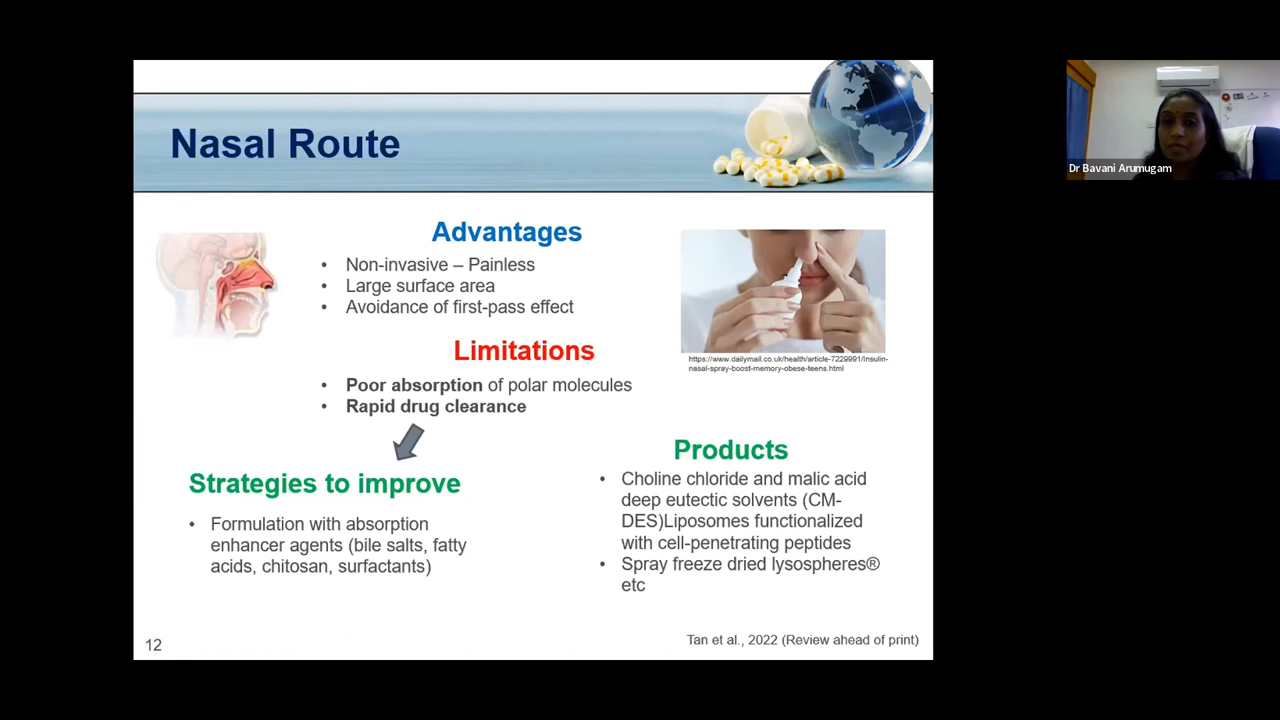 Nasal Route
Dr Bavani Arumugam
Advantages
• Non-invasive – Painless
• Large surface area
• Avoidance of first-pass effect
https://www.dailymail.co.uk/health/article-7229991/Insulin-
nasal-spray-boost-memory-obese-teens.html
Limitations
• Poor absorption of polar molecules
• Rapid drug clearance
Strategies to improve
• Formulation with absorption
enhancer agents (bile salts, fatty
acids, chitosan, surfactants)
Products
• Choline chloride and malic acid
deep eutectic solvents (CM-
DES)Liposomes functionalized
with cell-penetrating peptides
• Spray freeze dried lysospheres®
etc
12
Tan et al., 2022 (Review ahead of print)